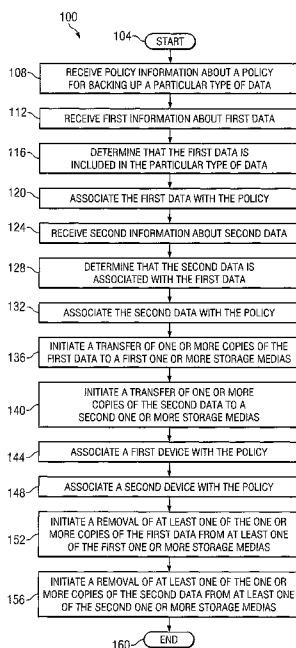 100
104
START
108
RECEIVE POLICY INFORMATION ABOUT A POLICY
FOR BACKING UP A PARTICULAR TYPE OF DATA
112
RECEIVE FIRST INFORMATION ABOUT FIRST DATA
116
DETERMINE THAT THE FIRST DATA IS
INCLUDED IN THE PARTICULAR TYPE OF DATA
120
ASSOCIATE THE FIRST DATA WITH THE POLICY
124
RECEIVE SECOND INFORMATION ABOUT SECOND DATA
128
DETERMINE THAT THE SECOND DATA IS
ASSOCIATED WITH THE FIRST DATA
132
ASSOCIATE THE SECOND DATA WITH THE POLICY
136
INITIATE A TRANSFER OF ONE OR MORE COPIES OF THE
FIRST DATA TO A FIRST ONE OR MORE STORAGE MEDIAS
140
INITIATE A TRANSFER OF ONE OR MORE
COPIES OF THE SECOND DATA TO A
SECOND ONE OR MORE STORAGE MEDIAS
144
ASSOCIATE A FIRST DEVICE WITH THE POLICY
148
ASSOCIATE A SECOND DEVICE WITH THE POLICY
152
INITIATE A REMOVAL OF AT LEAST ONE OF THE ONE OR
MORE COPIES OF THE FIRST DATA FROM AT LEAST ONE
OF THE FIRST ONE OR MORE STORAGE MEDIAS
156
INITIATE A REMOVAL OF AT LEAST ONE OF THE ONE OR
MORE COPIES OF THE SECOND DATA FROM AT LEAST ONE
OF THE SECOND ONE OR MORE STORAGE MEDIAS
160
END